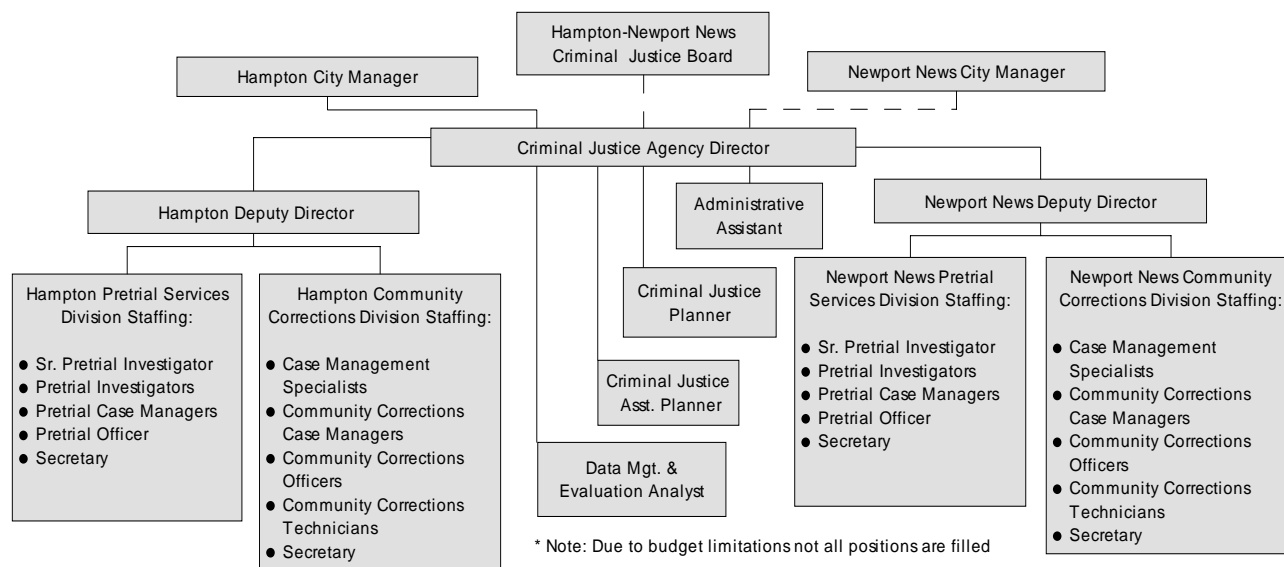 Hampton-Newport News
Criminal Justice Board
Hampton City Manager
Newport News City Manager
Criminal Justice Agency Director
Hampton Deputy Director
Administrative
Assistant
Newport News Deputy Director
Hampton Pretrial Services
Division Staffing:
● Sr. Pretrial Investigator
● Pretrial Investigators
● Pretrial Case Managers
● Pretrial Officer
● Secretary
Hampton Community
Corrections Division Staffing:
● Case Management
Specialists
● Community Corrections
Case Managers
● Community Corrections
Officers
● Community Corrections
Technicians
● Secretary
Criminal Justice
Planner
Criminal Justice
Asst. Planner
Data Mgt. &
Evaluation Analyst
Newport News Pretrial
Services Division Staffing:
● Sr. Pretrial Investigator
● Pretrial Investigators
● Pretrial Case Managers
● Pretrial Officer
● Secretary
Newport News Community
Corrections Division Staffing:
● Case Management
Specialists
● Community Corrections
Case Managers
● Community Corrections
Officers
● Community Corrections
Technicians
● Secretary
* Note: Due to budget limitations not all positions are filled